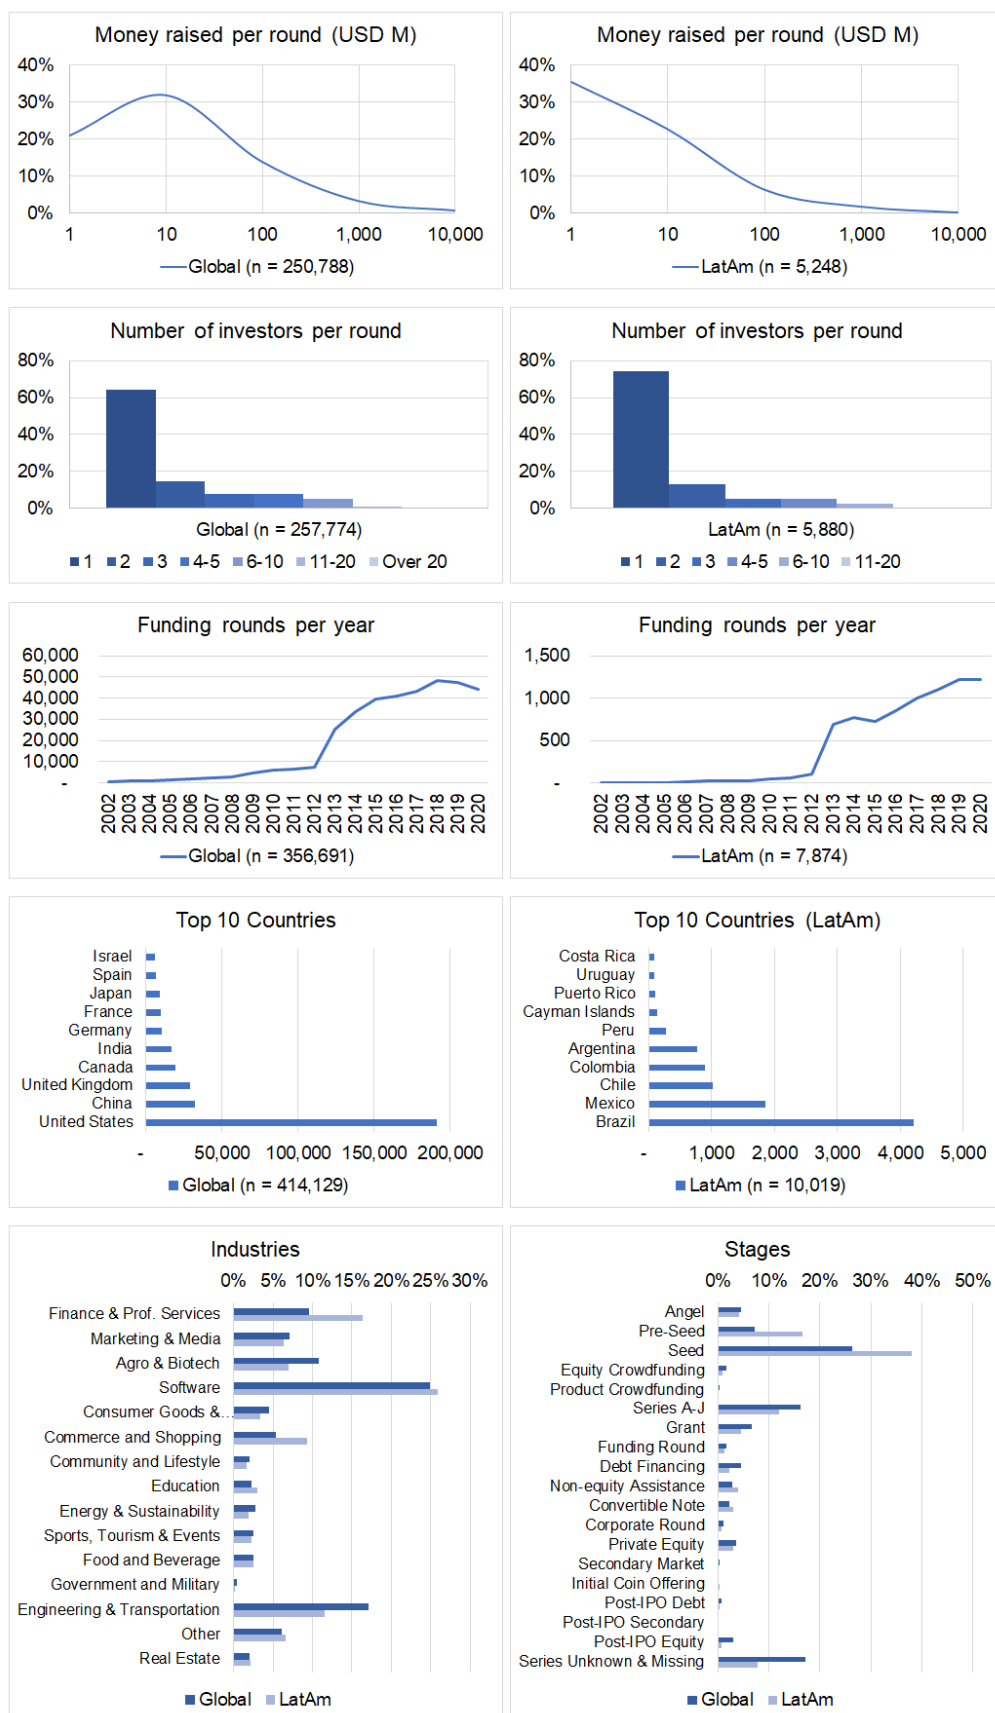 Money raised per round (USD M)
40%
30%
20%
10%
0%
1 10 100 1,000 10,000
Global (n = 250,788)
Money raised per round (USD M)
40%
30%
20%
10%
0%
1 10 100 1,000 10,000
LatAm (n = 5,248)
Number of investors per round
80%
60%
40%
20%
0%
Global (n = 257,774)
1 2 3 4-5 6-10 11-20 Over 20
Number of investors per round
80%
60%
40%
20%
0%
LatAm (n = 5,880)
1 2 3 4-5 6-10 11-20
Funding rounds per year
60,000
50,000
40,000
30,000
20,000
10,000
-
2002 2003 2004 2005 2006 2007 2008 2009 2010 2011 2012 2013 2014 2015 2016 2017 2018 2019 2020
Global (n = 356,691)
Funding rounds per year
1,500
1,000
500
-
2002 2003 2004 2005 2006 2007 2008 2009 2010 2011 2012 2013 2014 2015 2016 2017 2018 2019 2020
LatAm (n = 7,874)
Top 10 Countries
Israel
Spain
Japan
France
Germany
India
Canada
United Kingdom
China
United States
- 50,000 100,000 150,000 200,000
Global (n = 414,129)
Top 10 Countries (LatAm)
Costa Rica
Uruguay
Puerto Rico
Cayman Islands
Peru
Argentina
Colombia
Chile
Mexico
Brazil
- 1,000 2,000 3,000 4,000 5,000
LatAm (n = 10,019)
Industries
0% 5% 10% 15% 20% 25% 30%
Finance & Prof. Services
Marketing & Media
Agro & Biotech
Software
Consumer Goods &...
Commerce and Shopping
Community and Lifestyle
Education
Energy & Sustainability
Sports, Tourism & Events
Food and Beverage
Government and Military
Engineering & Transportation
Other
Real Estate
Global LatAm
Stages
0% 10% 20% 30% 40% 50%
Angel
Pre-Seed
Seed
Equity Crowdfunding
Product Crowdfunding
Series A-J
Grant
Funding Round
Debt Financing
Non-equity Assistance
Convertible Note
Corporate Round
Private Equity
Secondary Market
Initial Coin Offering
Post-IPO Debt
Post-IPO Secondary
Post-IPO Equity
Series Unknown & Missing
Global LatAm